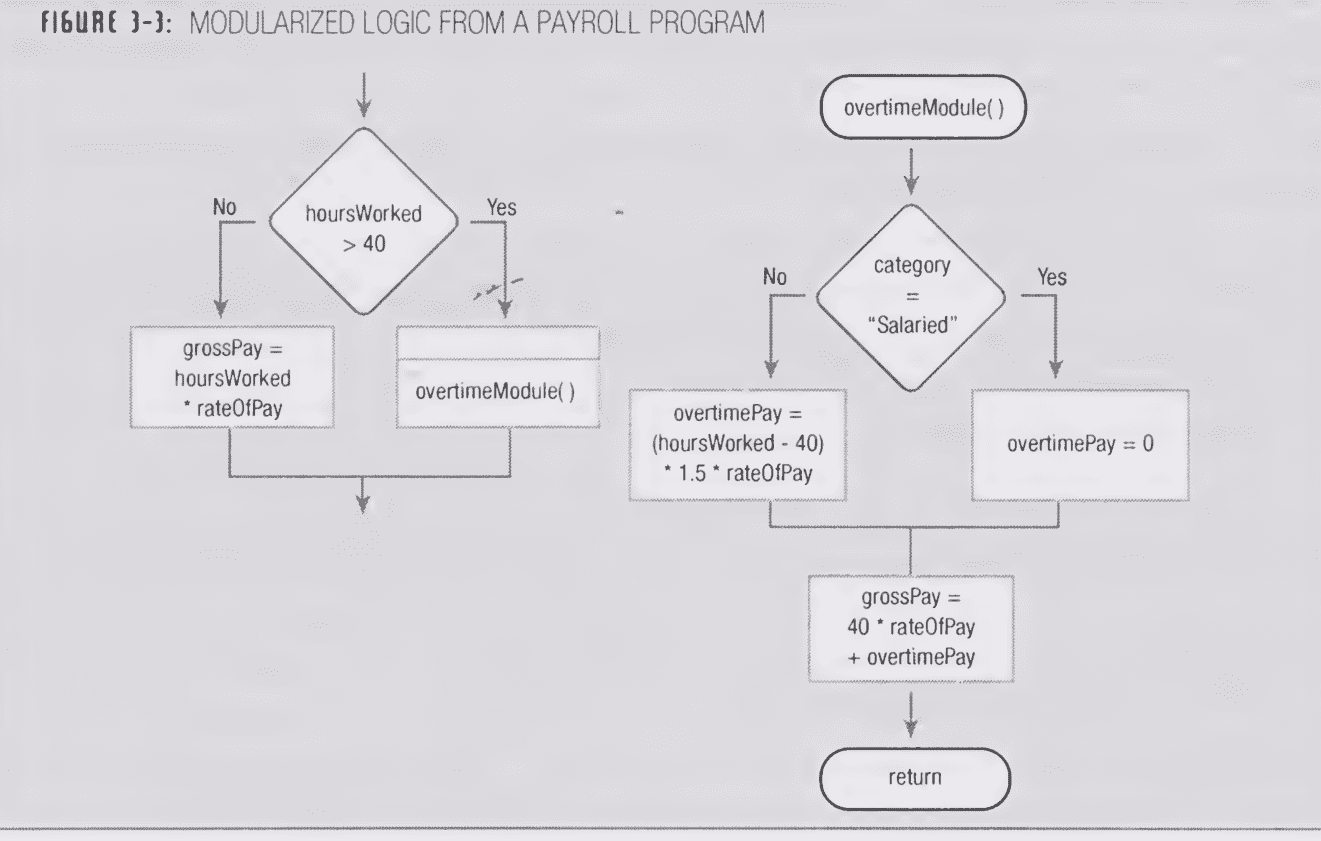 FIGURE 3-3: MODULARIZED LOGIC FROM A PAYROLL PROGRAM
hoursWorked
> 40
No
Yes
grossPay =
hoursWorked
* rateOfPay
overtimeModule( )
overtimeModule( )
category
=
“Salaried”
No
Yes
overtimePay =
(hoursWorked - 40)
* 1.5 * rateOfPay
overtimePay = 0
grossPay =
40 * rateOfPay
+ overtimePay
return